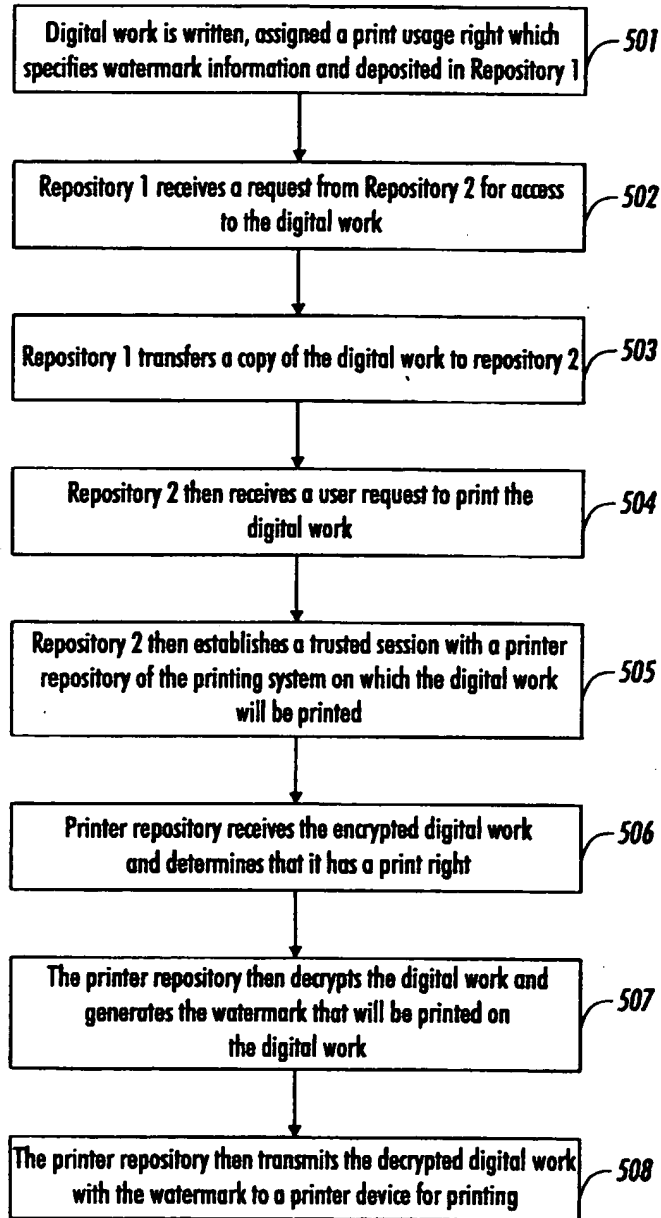 Digital work is written, assigned a print usage right which
specifies watermark information and deposited in Repository 1
501
Repository 1 receives a request from Repository 2 for access
to the digital work
502
Repository 1 transfers a copy of the digital work to repository 2
503
Repository 2 then receives a user request to print the
digital work
504
Repository 2 then establishes a trusted session with a printer
repository of the printing system on which the digital work
will be printed
505
Printer repository receives the encrypted digital work
and determines that it has a print right
506
The printer repository then decrypts the digital work and
generates the watermark that will be printed on
the digital work
507
The printer repository then transmits the decrypted digital work
with the watermark to a printer device for printing
508